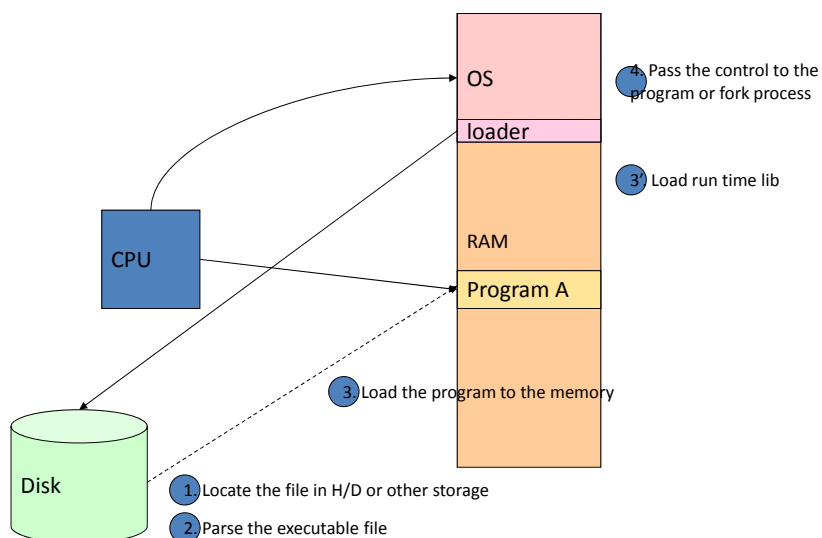 OS
4. Pass the control to the
program or fork process
loader
3'. Load run time lib
RAM
CPU
Program A
3. Load the program to the memory
Disk
1. Locate the file in H/D or other storage
2. Parse the executable file